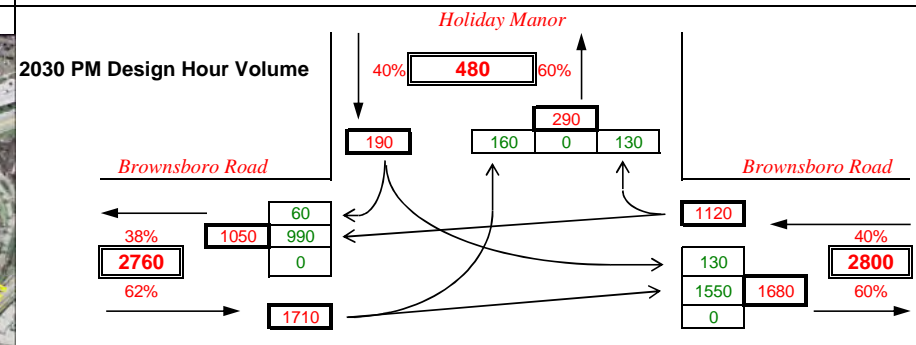 Holiday Manor
2030 PM Design Hour Volume
40% 480 60%
290
190 160 0 130
Brownsboro Road Brownsboro Road
60 1120
38% 1050 990 40%
2760 0 130 2800
62% 1550 1680 60%
1710 0